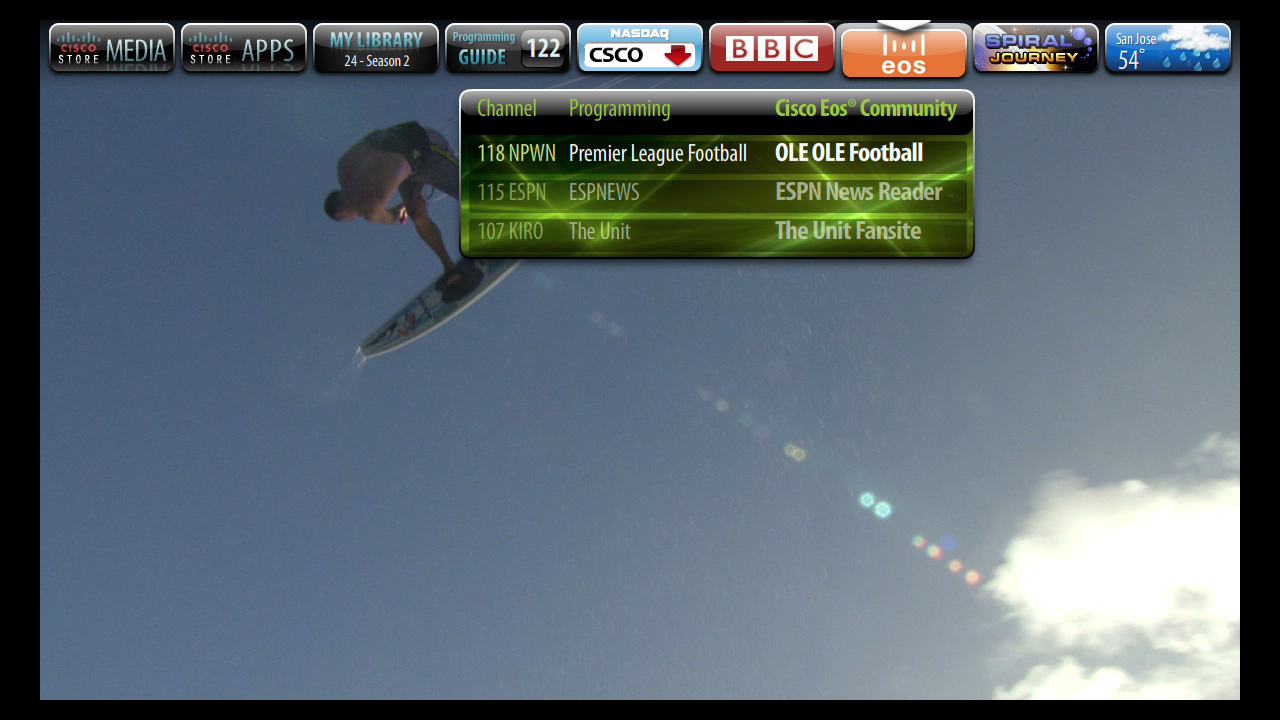 CISCO STORE MEDIA
CISCO STORE APPS
MY LIBRARY
24 - Season 2
Programming
GUIDE 122
NASDAQ
CSCO
BBC
eos
SPIRAL
JOURNEY
San Jose
54°
Channel Programming Cisco Eos® Community
118 NPWN Premier League Football OLE OLE Football
115 ESPN ESPNEWS ESPN News Reader
107 KIRO The Unit The Unit Fansite